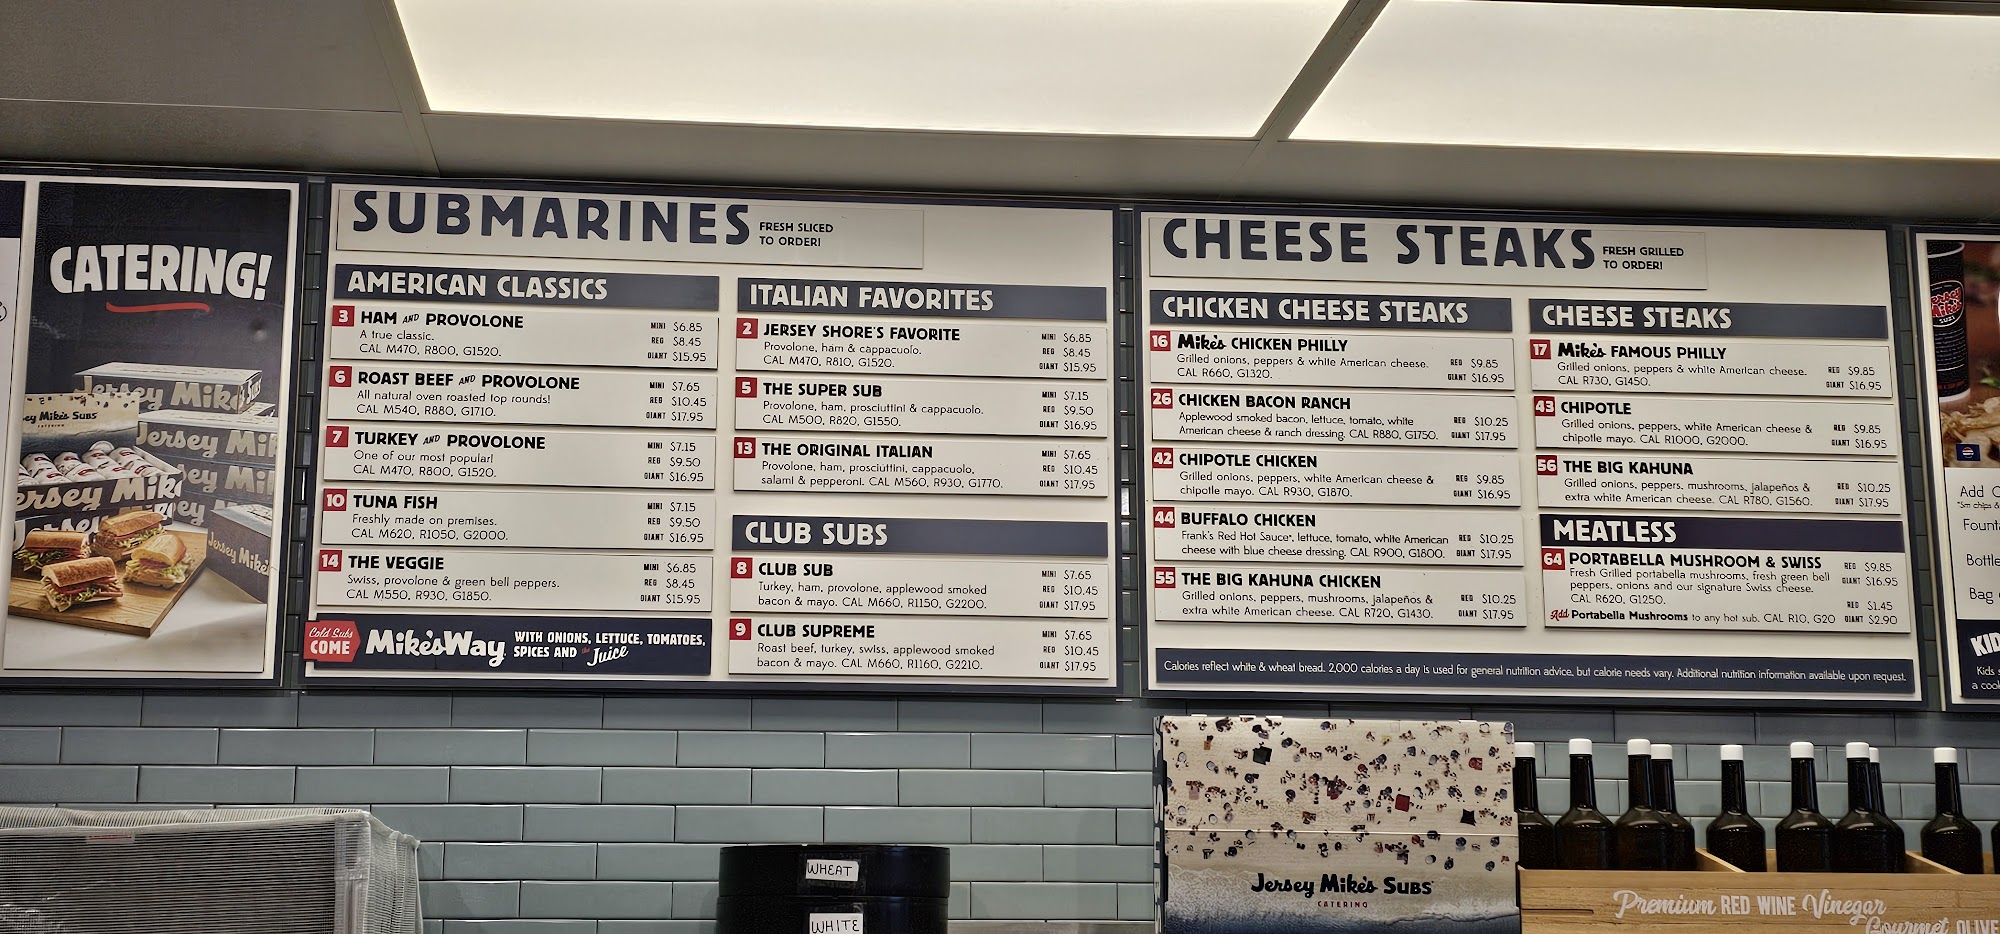 CATERING!
Jersey Mike's
Jersey Mike's Subs
SUBMARINES
FRESH SLICED
TO ORDER!
AMERICAN CLASSICS
3 HAM AND PROVOLONE
A true classic.
CAL M470, R800, G1520.
MINI $6.85
REG $8.45
GIANT $15.95
6 ROAST BEEF AND PROVOLONE
All natural oven roasted top rounds!
CAL M540, R880, G1710.
MINI $7.65
REG $10.45
GIANT $17.95
7 TURKEY AND PROVOLONE
One of our most popular!
CAL M470, R800, G1520.
MINI $7.15
REG $9.50
GIANT $16.95
10 TUNA FISH
Freshly made on premises.
CAL M620, R1050, G2000.
MINI $7.15
REG $9.50
GIANT $16.95
14 THE VEGGIE
Swiss, provolone & green bell peppers.
CAL M550, R930, G1850.
MINI $6.85
REG $8.45
GIANT $15.95
Cold Subs
COME
Mike's Way
WITH ONIONS, LETTUCE, TOMATOES,
SPICES AND the Juice
ITALIAN FAVORITES
2 JERSEY SHORE'S FAVORITE
Provolone, ham & cappacuolo.
CAL M470, R810, G1520.
MINI $6.85
REG $8.45
GIANT $15.95
5 THE SUPER SUB
Provolone, ham, prosciuttini & cappacuolo.
CAL M500, R820, G1550.
MINI $7.15
REG $9.50
GIANT $16.95
13 THE ORIGINAL ITALIAN
Provolone, ham, prosciuttini, cappacuolo,
salami & pepperoni. CAL M560, R930, G1770.
MINI $7.65
REG $10.45
GIANT $17.95
CLUB SUBS
8 CLUB SUB
Turkey, ham, provolone, applewood smoked
bacon & mayo. CAL M660, R1150, G2200.
MINI $7.65
REG $10.45
GIANT $17.95
9 CLUB SUPREME
Roast beef, turkey, swiss, applewood smoked
bacon & mayo. CAL M660, R1160, G2210.
MINI $7.65
REG $10.45
GIANT $17.95
CHEESE STEAKS
FRESH GRILLED
TO ORDER!
CHICKEN CHEESE STEAKS
16 Mike's CHICKEN PHILLY
Grilled onions, peppers & white American cheese.
CAL R660, G1320.
REG $9.85
GIANT $16.95
26 CHICKEN BACON RANCH
Applewood smoked bacon, lettuce, tomato, white
American cheese & ranch dressing. CAL R880, G1750.
REG $10.25
GIANT $17.95
42 CHIPOTLE CHICKEN
Grilled onions, peppers, white American cheese &
chipotle mayo. CAL R930, G1870.
REG $9.85
GIANT $16.95
44 BUFFALO CHICKEN
Frank's Red Hot Sauce®, lettuce, tomato, white American
cheese with blue cheese dressing. CAL R900, G1800.
REG $10.25
GIANT $17.95
55 THE BIG KAHUNA CHICKEN
Grilled onions, peppers, mushrooms, jalapeños &
extra white American cheese. CAL R720, G1430.
REG $10.25
GIANT $17.95
CHEESE STEAKS
17 Mike's FAMOUS PHILLY
Grilled onions, peppers & white American cheese.
CAL R730, G1450.
REG $9.85
GIANT $16.95
43 CHIPOTLE
Grilled onions, peppers, white American cheese &
chipotle mayo. CAL R1000, G2000.
REG $9.85
GIANT $16.95
56 THE BIG KAHUNA
Grilled onions, peppers, mushrooms, jalapeños &
extra white American cheese. CAL R780, G1560.
REG $10.25
GIANT $17.95
MEATLESS
64 PORTABELLA MUSHROOM & SWISS
Fresh Grilled portabella mushrooms, fresh green bell
peppers, onions and our signature Swiss cheese.
CAL R620, G1250.
REG $9.85
GIANT $16.95
Add Portabella Mushrooms to any hot sub. CAL R10, G20
REG $1.45
GIANT $2.90
Calories reflect white & wheat bread. 2,000 calories a day is used for general nutrition advice, but calorie needs vary. Additional nutrition information available upon request.
Jersey Mike's
SUBS
Add
Bag
Kids
a
WHEAT
WHITE
Jersey Mike's SUBS
CATERING
Premium RED WINE Vinegar
Gourmet OLIVE